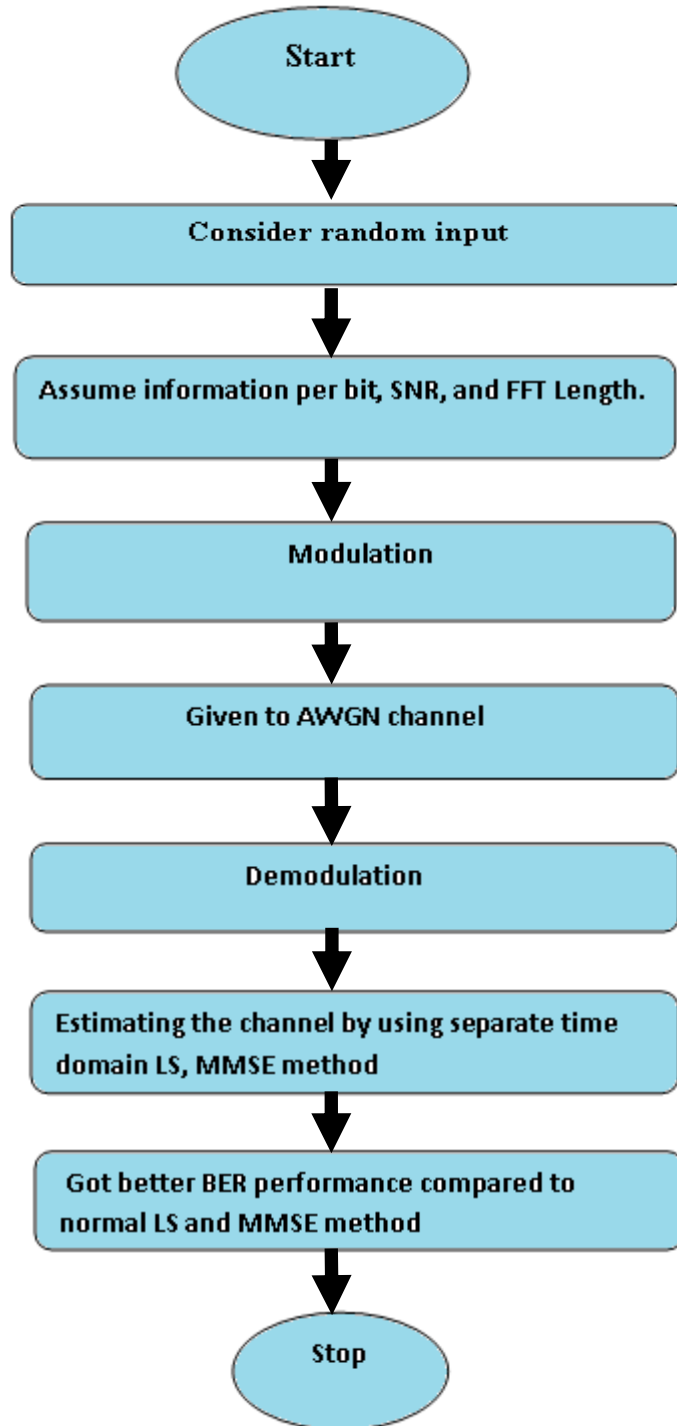 Start
Consider random input
Assume information per bit, SNR, and FFT Length.
Modulation
Given to AWGN channel
Demodulation
Estimating the channel by using separate time
domain LS, MMSE method
Got better BER performance compared to
normal LS and MMSE method
Stop